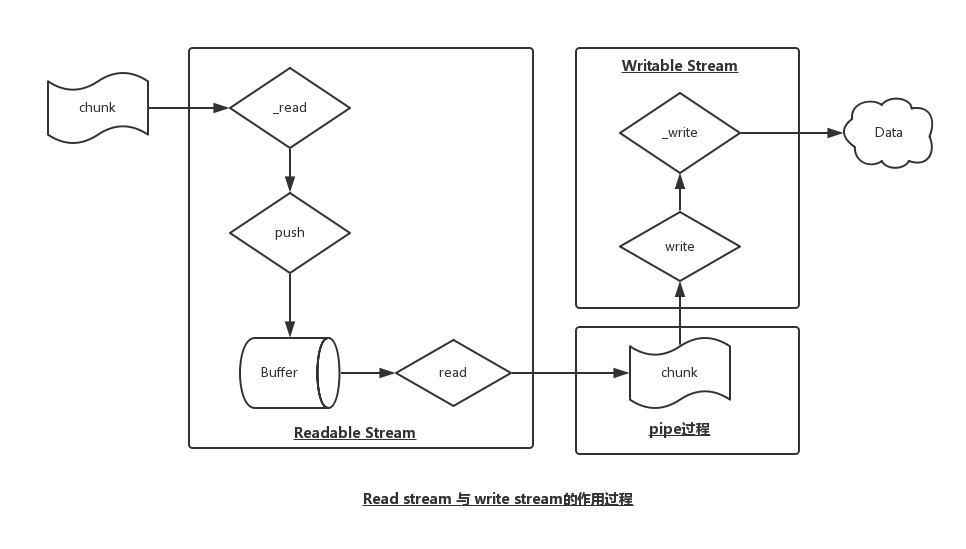 chunk
_read
push
Buffer
read
Readable Stream
Writable Stream
_write
Data
write
chunk
pipe过程
Read stream 与 write stream的作用过程